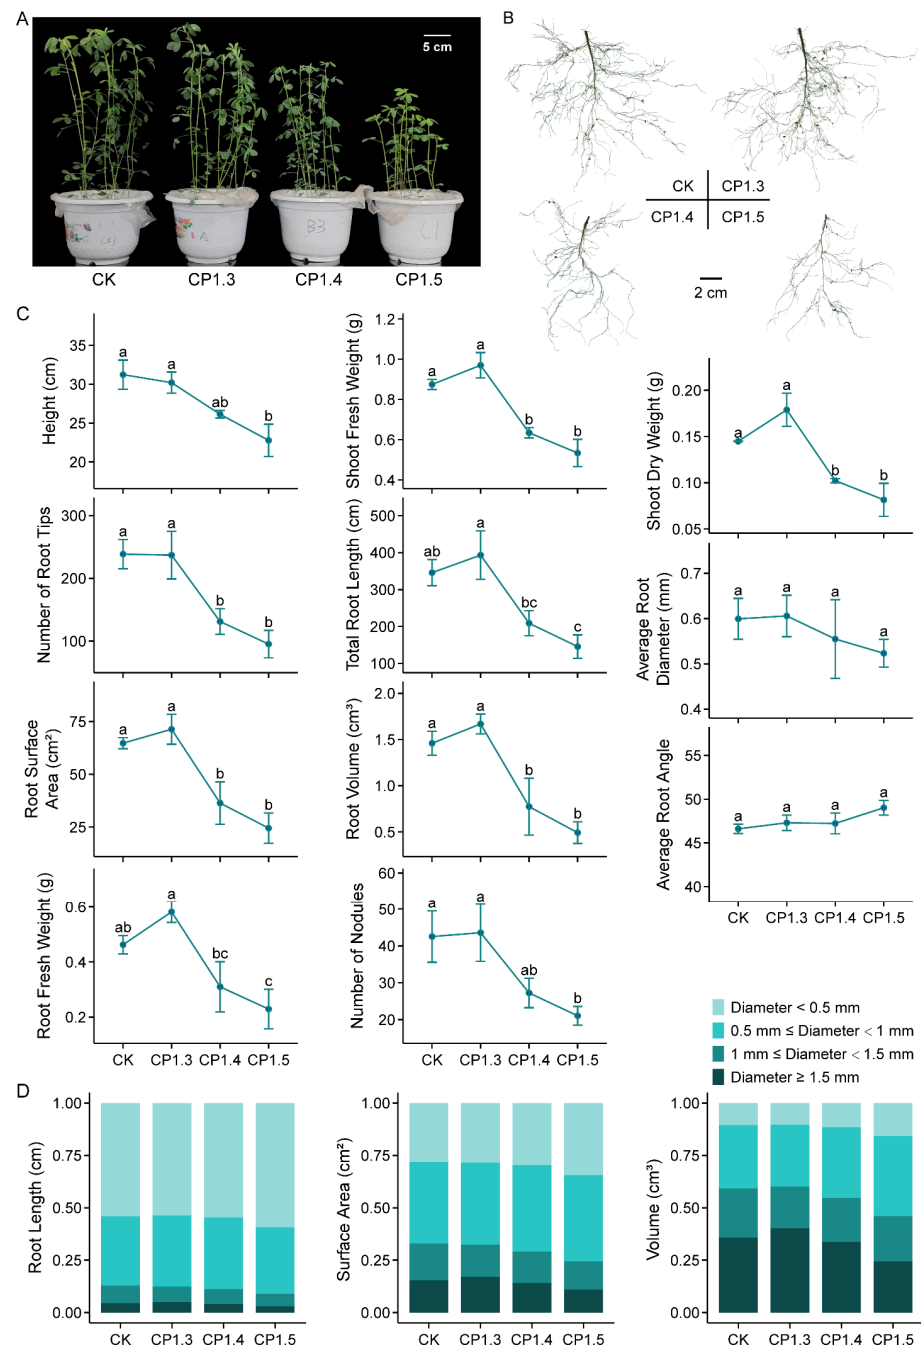 A
5 cm
CP3
A2
B3
C1
CK CP1.3 CP1.4 CP1.5
B
CK CP1.3
CP1.4 CP1.5
2 cm
C
Height (cm)
35
30
25
20
a a ab b
Shoot Fresh Weight (g)
1.2
1.0
0.8
0.6
0.4
a a b b
Shoot Dry Weight (g)
0.20
0.15
0.10
0.05
a a b b
Number of Root Tips
300
200
100
a a b b
Total Root Length (cm)
500
400
300
200
100
ab a bc c
Average Root
Diameter (mm)
0.7
0.6
0.5
0.4
a a a a
Root Surface
Area (cm²)
75
50
25
a a b b
Root Volume (cm³)
2.0
1.5
1.0
0.5
a a b b
Average Root Angle
55
50
45
40
a a a a
CK CP1.3 CP1.4 CP1.5
Root Fresh Weight (g)
0.6
0.4
0.2
ab a bc c
CK CP1.3 CP1.4 CP1.5
Number of Nodules
60
50
40
30
20
a a ab b
CK CP1.3 CP1.4 CP1.5
Diameter < 0.5 mm
0.5 mm ≤ Diameter < 1 mm
1 mm ≤ Diameter < 1.5 mm
Diameter ≥ 1.5 mm
D
Root Length (cm)
1.00
0.75
0.50
0.25
0.00
CK CP1.3 CP1.4 CP1.5
Surface Area (cm²)
1.00
0.75
0.50
0.25
0.00
CK CP1.3 CP1.4 CP1.5
Volume (cm³)
1.00
0.75
0.50
0.25
0.00
CK CP1.3 CP1.4 CP1.5